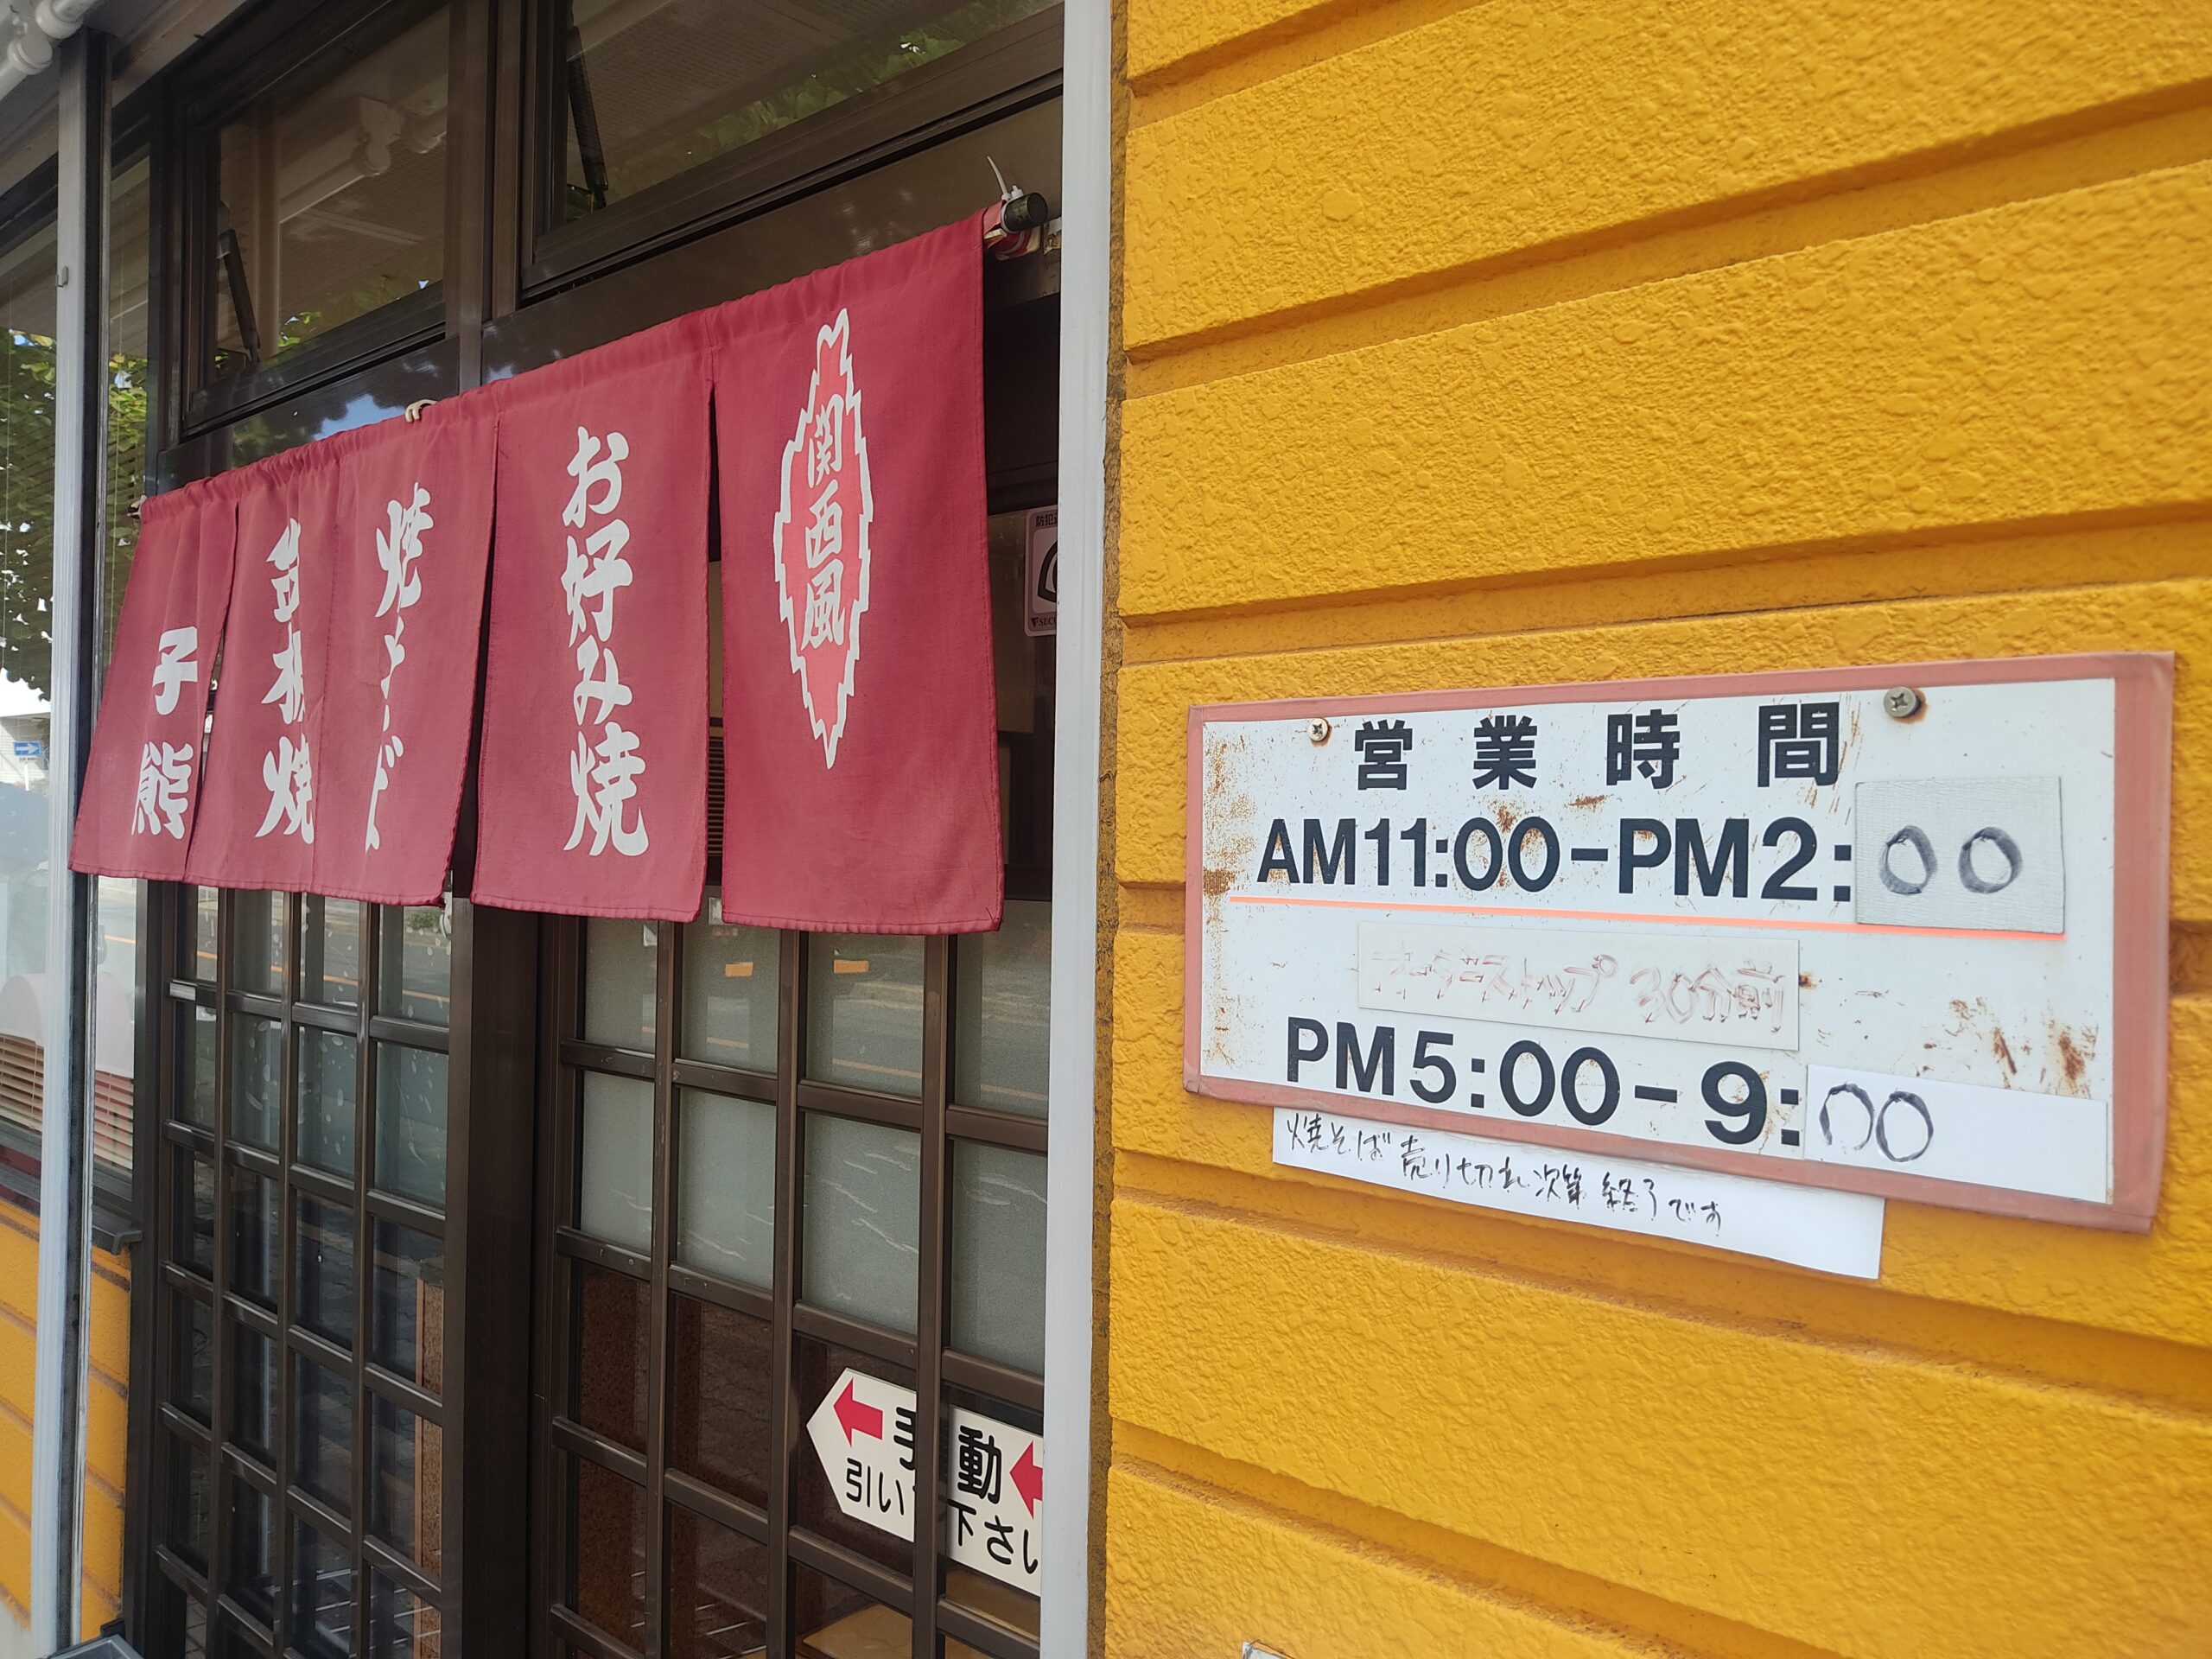 関西風
お好み焼
焼そば
鉄板焼
子熊
営業時間
AM11:00-PM2:00
オーダーストップ 30分前
PM5:00-9:00
焼そば売り切れ次第終了です
手動
引い 下さい